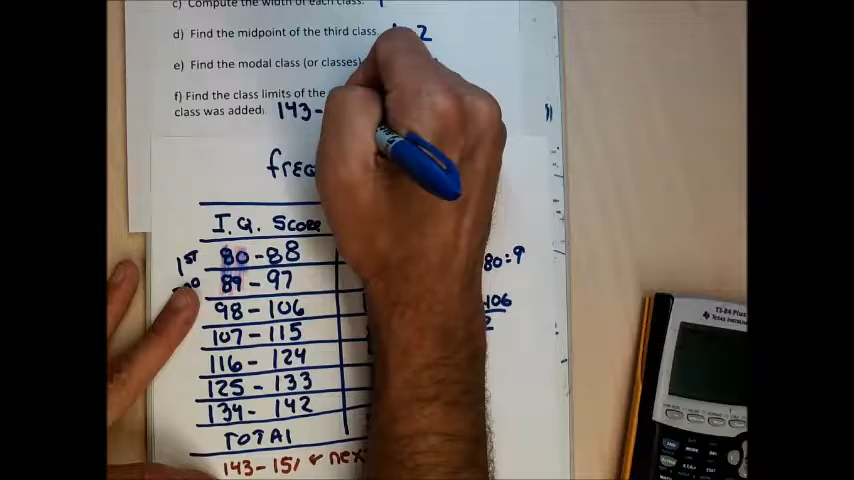 c) Compute the width of each class.
d) Find the midpoint of the third class. 2
e) Find the modal class (or classes)
f) Find the class limits of the
class was added. 143-
freq
I.Q. Score
1ST 80-88 80=9
89-97
98-106 106
107-115 2
116-124
125-133
134-142
TOTAL
143-151 next
TI-84 Plus
TEXAS INSTRUMENTS